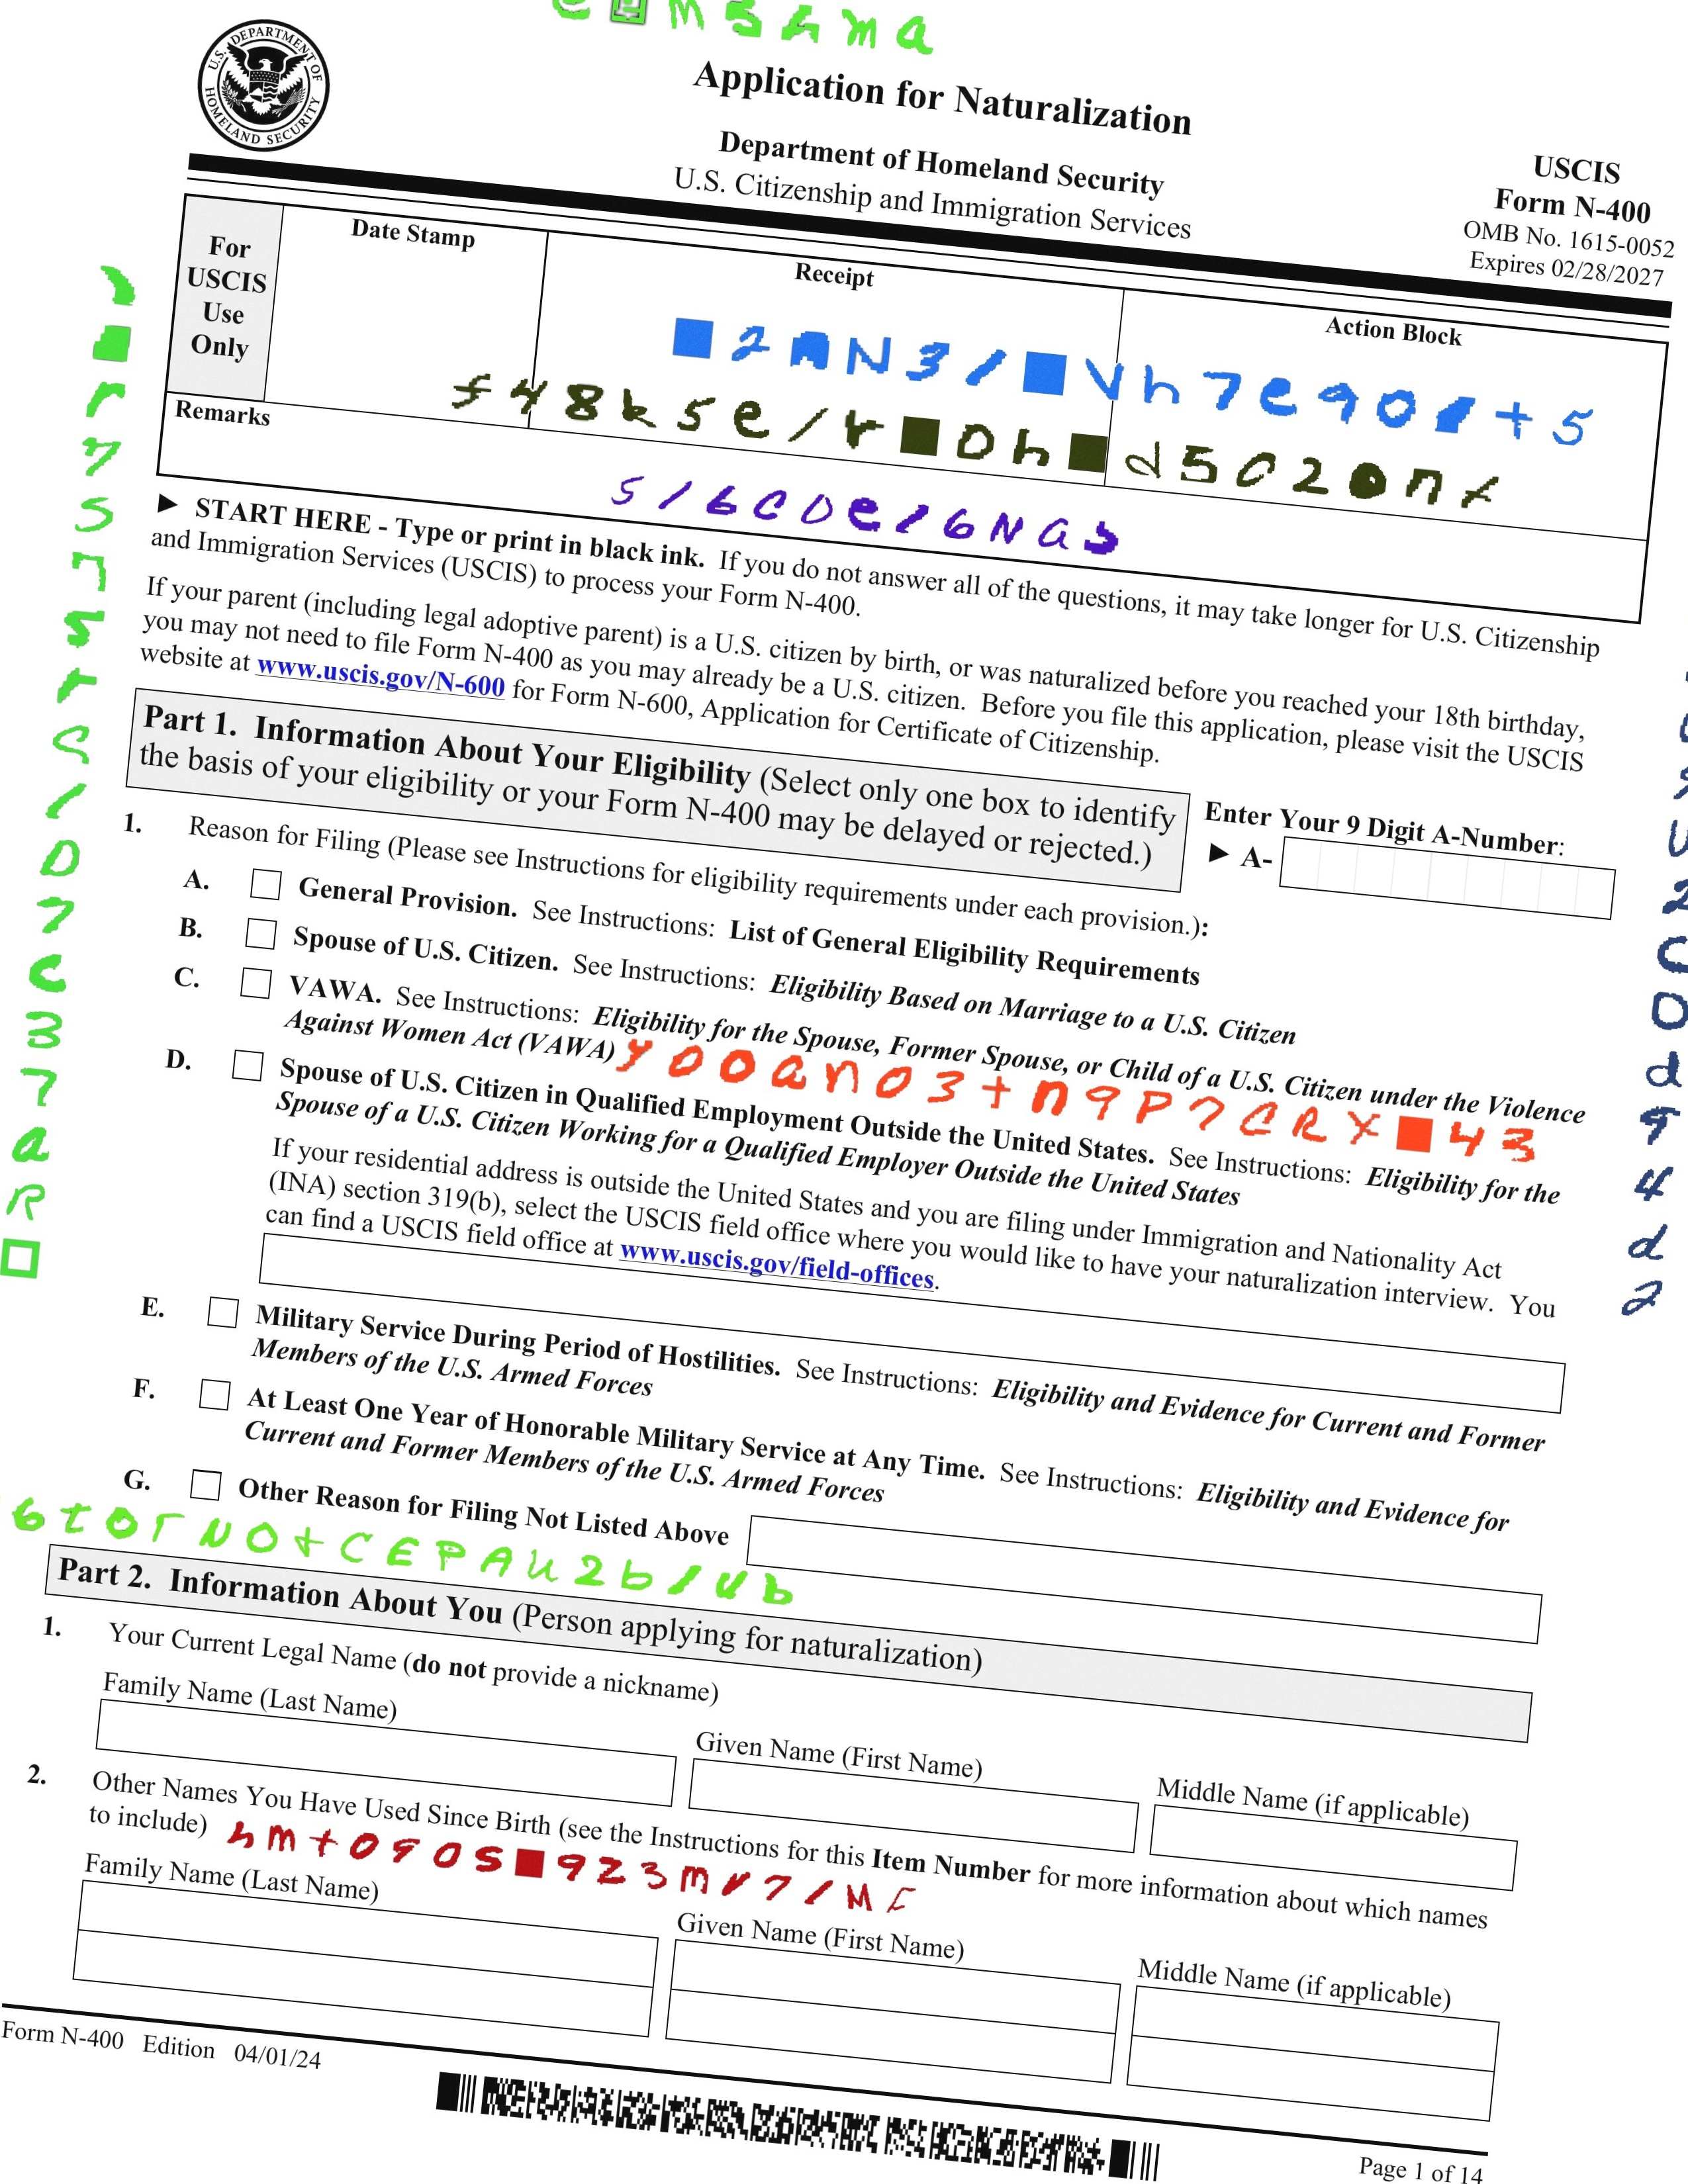 Application for Naturalization
Department of Homeland Security
U.S. Citizenship and Immigration Services
USCIS
Form N-400
OMB No. 1615-0052
Expires 02/28/2027
U.S. DEPARTMENT OF HOMELAND SECURITY
For
USCIS
Use
Only
Date Stamp
Receipt
Action Block
Remarks
► START HERE - Type or print in black ink. If you do not answer all of the questions, it may take longer for U.S. Citizenship
and Immigration Services (USCIS) to process your Form N-400.
If your parent (including legal adoptive parent) is a U.S. citizen by birth, or was naturalized before you reached your 18th birthday,
you may not need to file Form N-400 as you may already be a U.S. citizen. Before you file this application, please visit the USCIS
website at www.uscis.gov/N-600 for Form N-600, Application for Certificate of Citizenship.
Part 1. Information About Your Eligibility (Select only one box to identify
the basis of your eligibility or your Form N-400 may be delayed or rejected.)
Enter Your 9 Digit A-Number:
► A-
1. Reason for Filing (Please see Instructions for eligibility requirements under each provision.):
A. General Provision. See Instructions: List of General Eligibility Requirements
B. Spouse of U.S. Citizen. See Instructions: Eligibility Based on Marriage to a U.S. Citizen
C. VAWA. See Instructions: Eligibility for the Spouse, Former Spouse, or Child of a U.S. Citizen under the Violence
Against Women Act (VAWA)
D. Spouse of U.S. Citizen in Qualified Employment Outside the United States. See Instructions: Eligibility for the
Spouse of a U.S. Citizen Working for a Qualified Employer Outside the United States
If your residential address is outside the United States and you are filing under Immigration and Nationality Act
(INA) section 319(b), select the USCIS field office where you would like to have your naturalization interview. You
can find a USCIS field office at www.uscis.gov/field-offices.
E. Military Service During Period of Hostilities. See Instructions: Eligibility and Evidence for Current and Former
Members of the U.S. Armed Forces
F. At Least One Year of Honorable Military Service at Any Time. See Instructions: Eligibility and Evidence for
Current and Former Members of the U.S. Armed Forces
G. Other Reason for Filing Not Listed Above
Part 2. Information About You (Person applying for naturalization)
1. Your Current Legal Name (do not provide a nickname)
Family Name (Last Name)
Given Name (First Name)
Middle Name (if applicable)
2. Other Names You Have Used Since Birth (see the Instructions for this Item Number for more information about which names
to include)
Family Name (Last Name)
Given Name (First Name)
Middle Name (if applicable)
Form N-400 Edition 04/01/24
Page 1 of 14